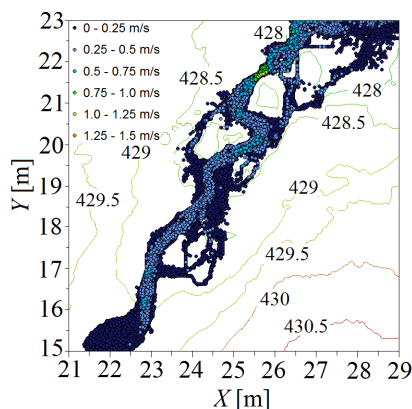 23
22
21
20
19
18
17
16
15
Y [m]
0 - 0.25 m/s
0.25 - 0.5 m/s
0.5 - 0.75 m/s
0.75 - 1.0 m/s
1.0 - 1.25 m/s
1.25 - 1.5 m/s
428
428.5
428
428.5
429
429
429.5
429.5
430
430.5
21 22 23 24 25 26 27 28 29
X [m]